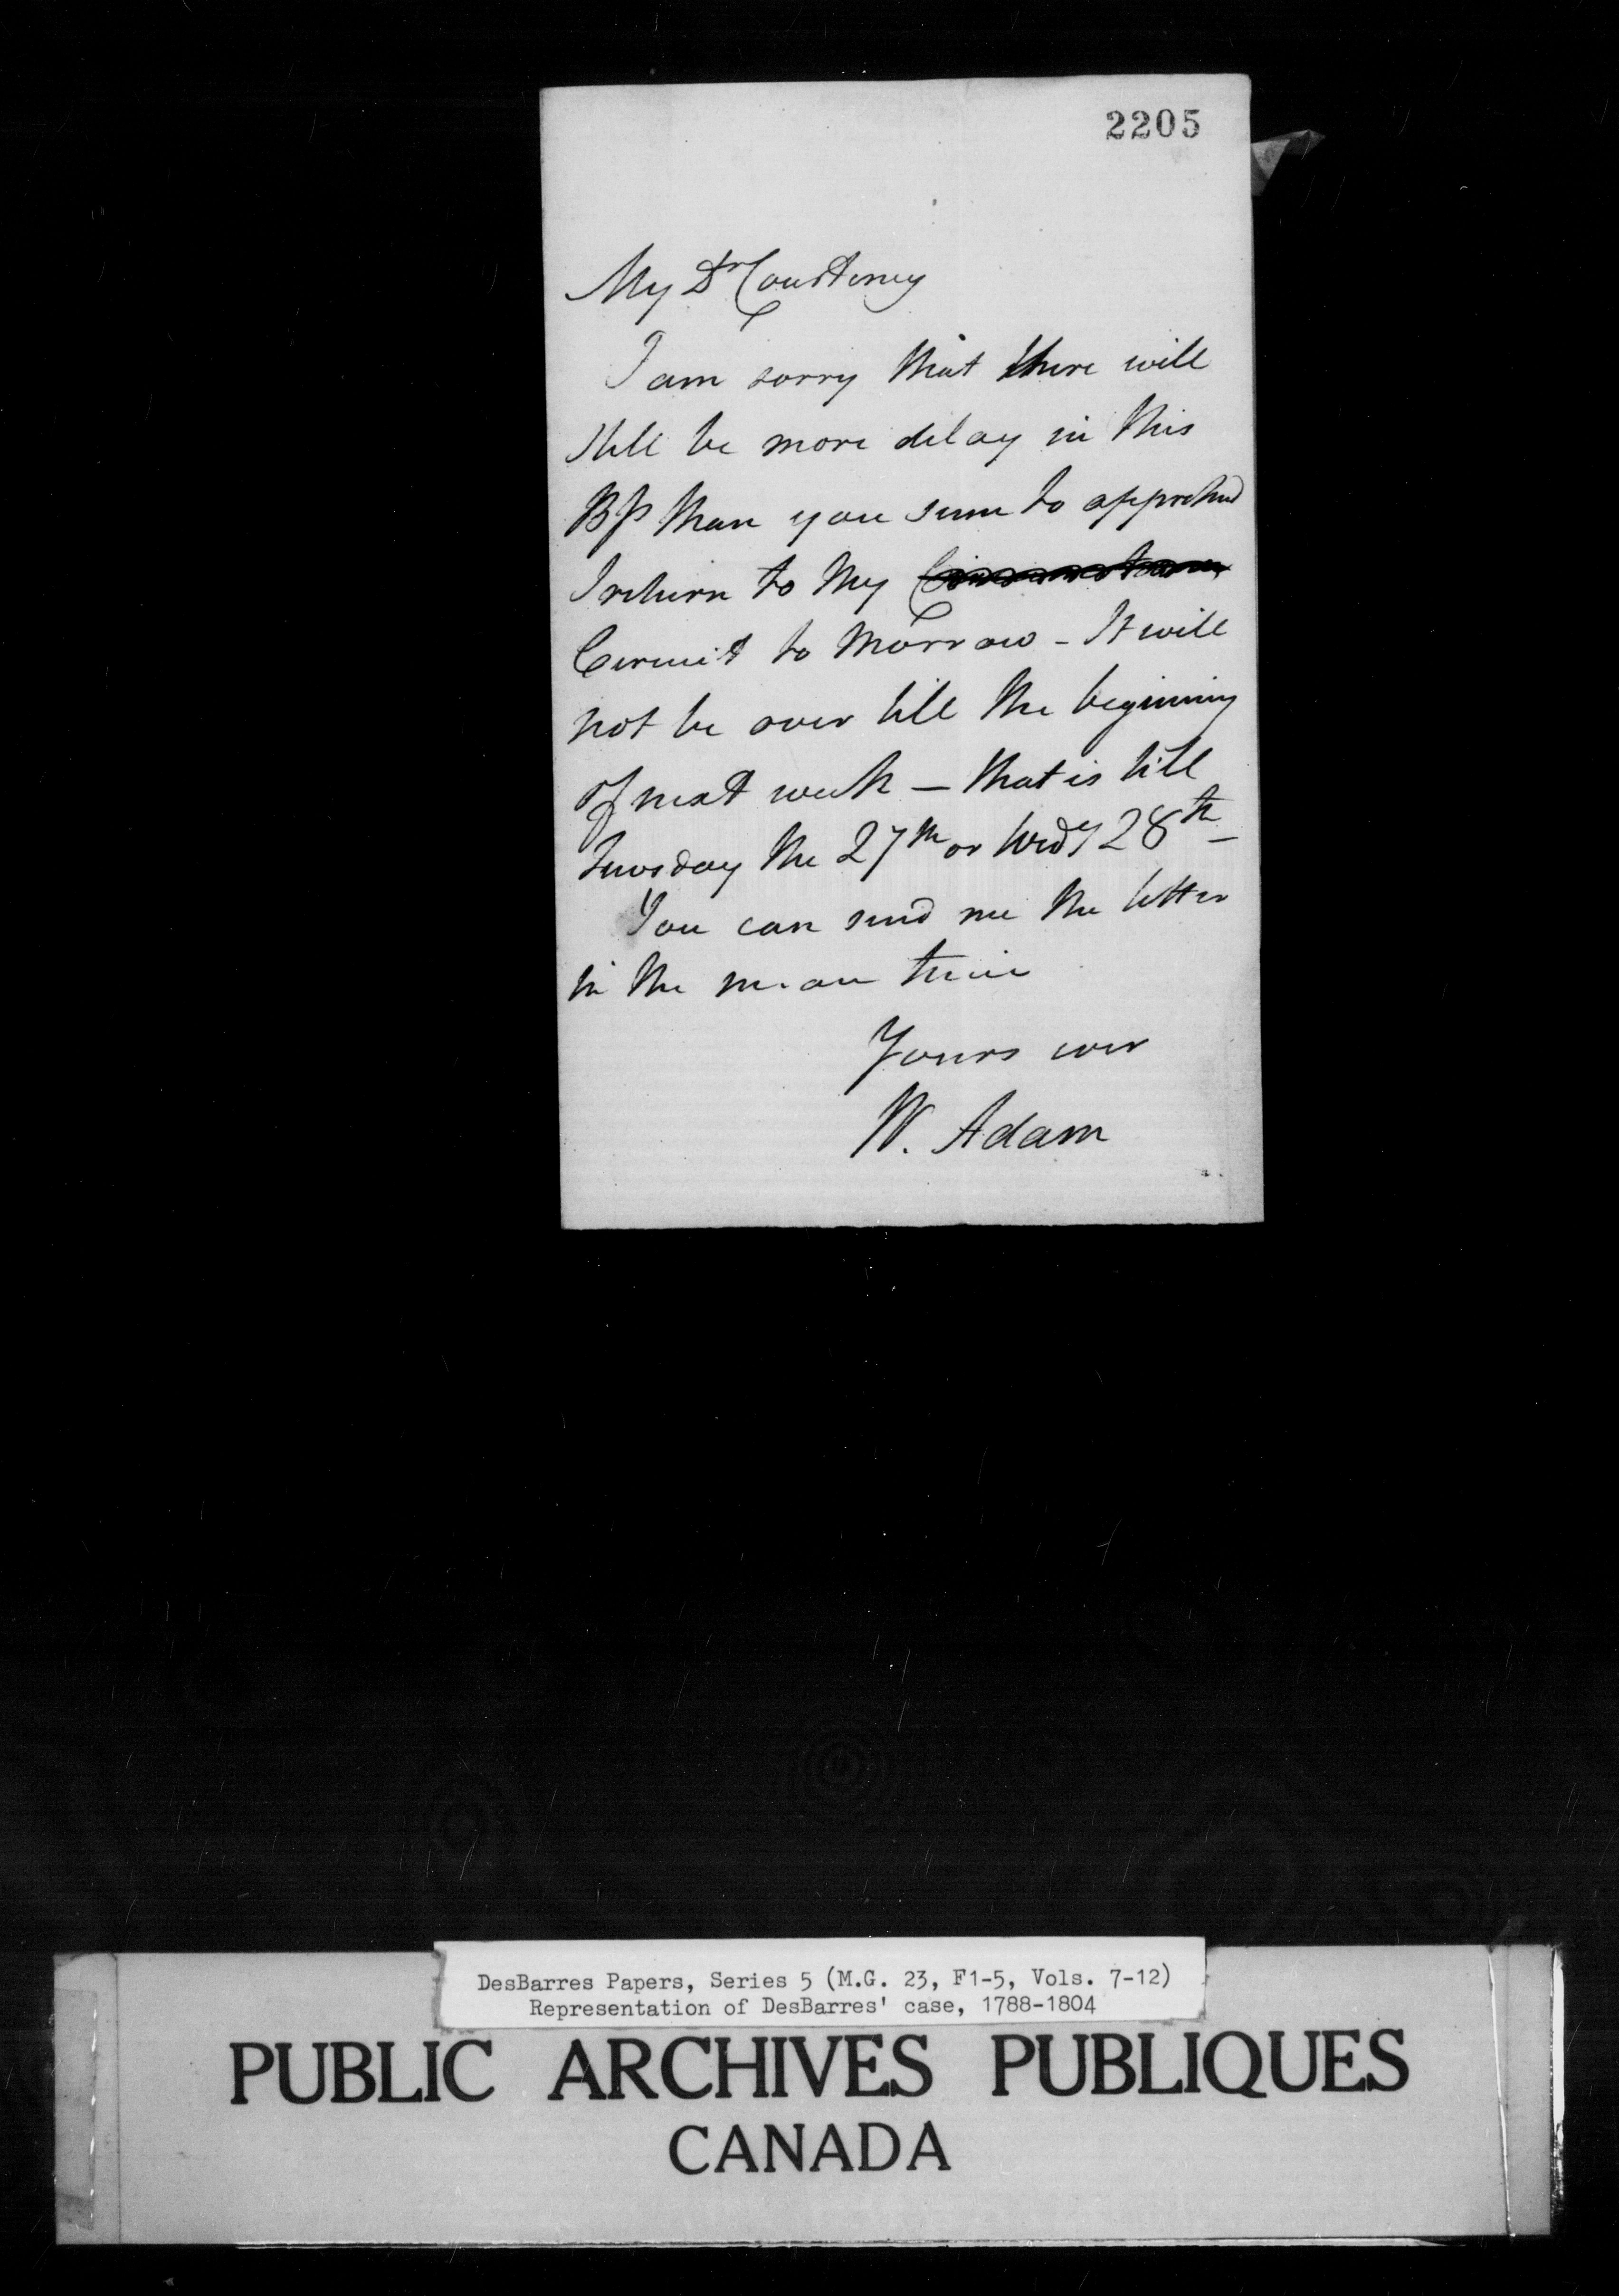 2205
My Dr Courteney
I am sorry that there will
still be more delay in this
Bss than you seem to apprehend
I return to my
Circuit to Morrow - It will
not be over till the beginning
of next week - that is till
Tuesday the 27th or Wedy 28th -
You can send me the letter
in the mean time
Yours ever
W. Adam
DesBarres Papers, Series 5 (M.G. 23, F1-5, Vols. 7-12)
Representation of DesBarres' case, 1788-1804
PUBLIC ARCHIVES PUBLIQUES
CANADA